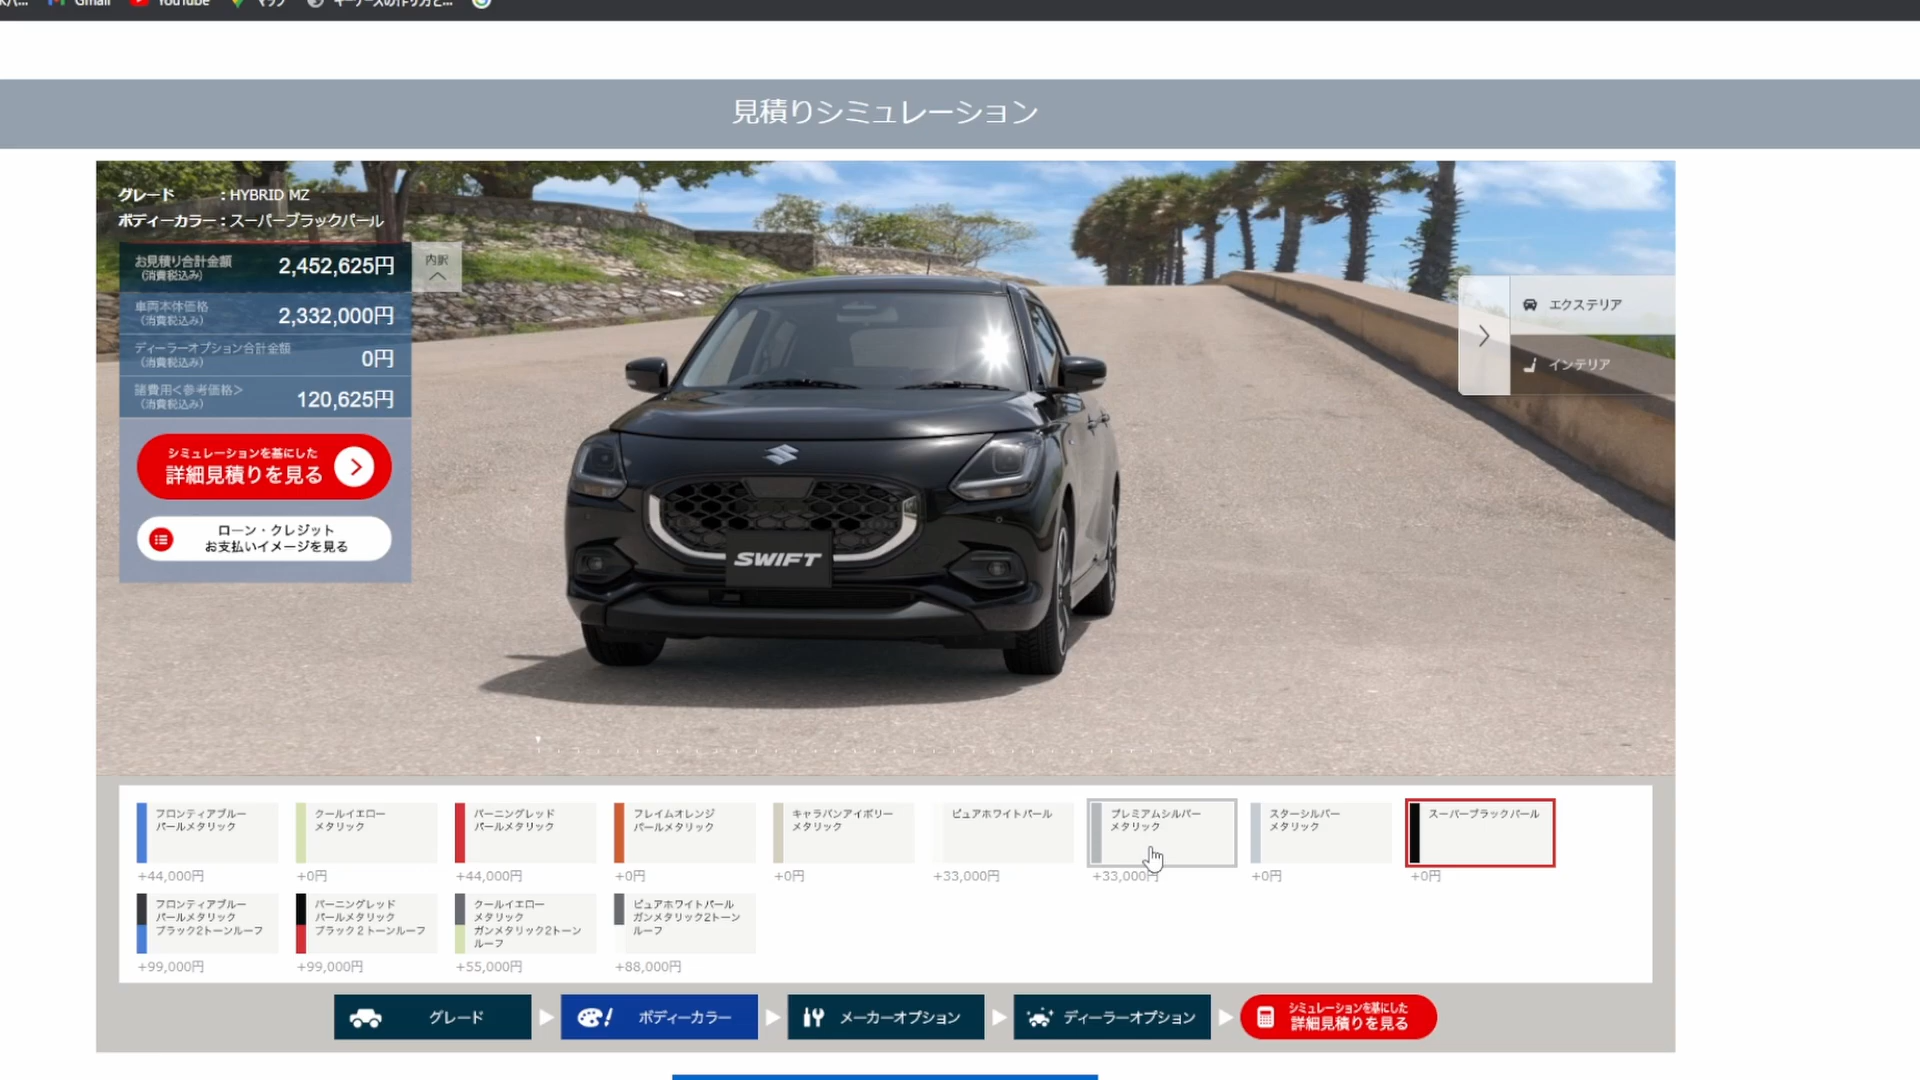 Gmail
YouTube
マップ
見積りシミュレーション
グレード : HYBRID MZ
ボディーカラー : スーパーブラックパール
お見積り合計金額
(消費税込み)
2,452,625円
内訳
車両本体価格
(消費税込み)
2,332,000円
ディーラーオプション合計金額
(消費税込み)
0円
諸費用<参考価格>
(消費税込み)
120,625円
シミュレーションを基にした
詳細見積りを見る
ローン・クレジット
お支払いイメージを見る
エクステリア
インテリア
SWIFT
フロンティアブルー
パールメタリック
+44,000円
クールイエロー
メタリック
+0円
バーニングレッド
パールメタリック
+44,000円
フレイムオレンジ
パールメタリック
+0円
キャラバンアイボリー
メタリック
+0円
ピュアホワイトパール
+33,000円
プレミアムシルバー
メタリック
+33,000円
スターシルバー
メタリック
+0円
スーパーブラックパール
+0円
フロンティアブルー
パールメタリック
ブラック2トーンルーフ
+99,000円
バーニングレッド
パールメタリック
ブラック２トーンルーフ
+99,000円
クールイエロー
メタリック
ガンメタリック2トーン
ルーフ
+55,000円
ピュアホワイトパール
ガンメタリック2トーン
ルーフ
+88,000円
グレード
ボディーカラー
メーカーオプション
ディーラーオプション
シミュレーションを基にした
詳細見積りを見る